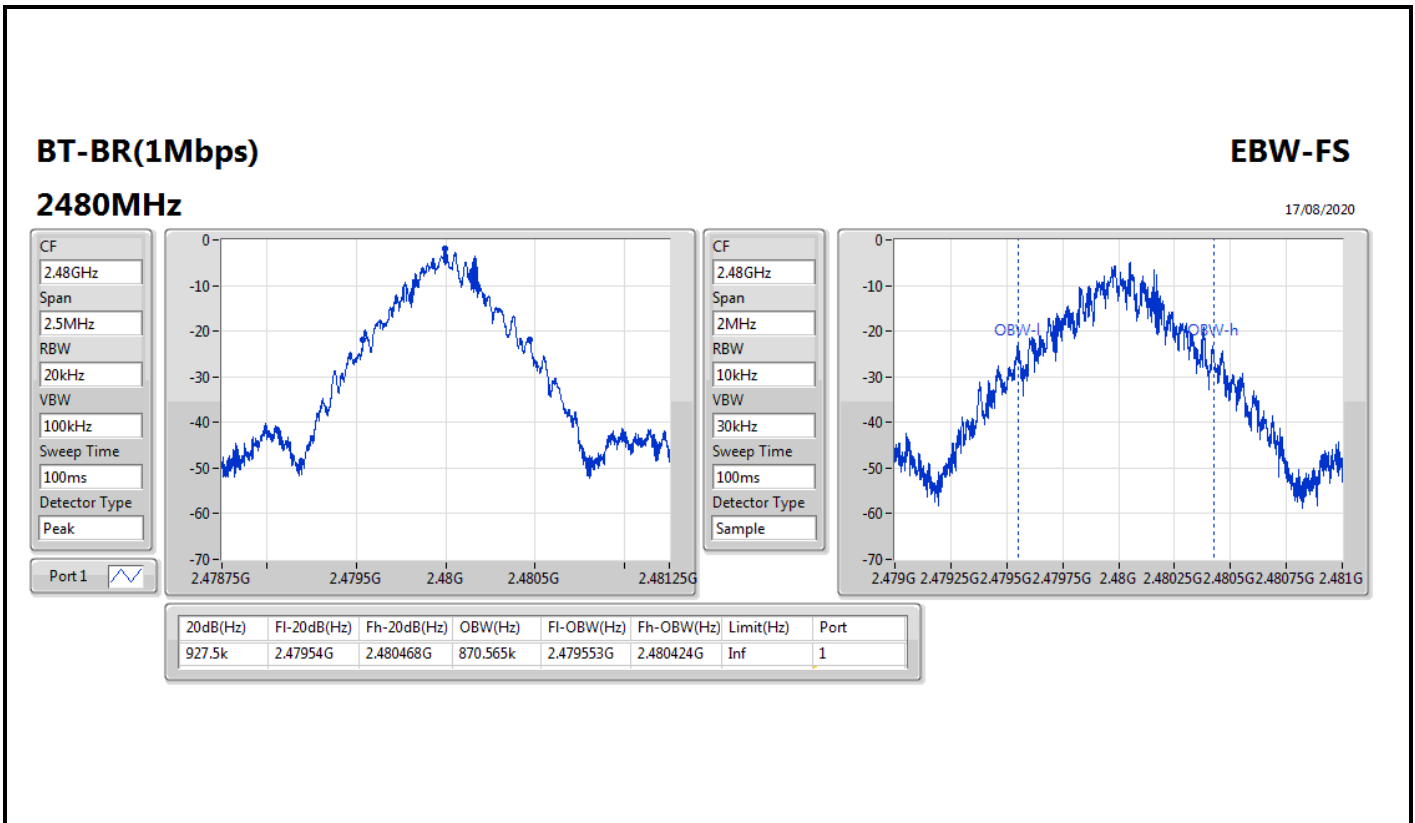 BT-BR(1Mbps)
EBW-FS
2480MHz
17/08/2020
CF
2.48GHz
Span
2.5MHz
RBW
20kHz
VBW
100kHz
Sweep Time
100ms
Detector Type
Peak
Port 1
0
-10
-20
-30
-40
-50
-60
-70
2.47875G 2.4795G 2.48G 2.4805G 2.48125G
CF
2.48GHz
Span
2MHz
RBW
10kHz
VBW
30kHz
Sweep Time
100ms
Detector Type
Sample
0
-10
-20
-30
-40
-50
-60
-70
OBW-l OBW-h
2.479G 2.47925G 2.4795G 2.47975G 2.48G 2.48025G 2.4805G 2.48075G 2.481G
20dB(Hz) Fl-20dB(Hz) Fh-20dB(Hz) OBW(Hz) Fl-OBW(Hz) Fh-OBW(Hz) Limit(Hz) Port
927.5k 2.47954G 2.480468G 870.565k 2.479553G 2.480424G Inf 1